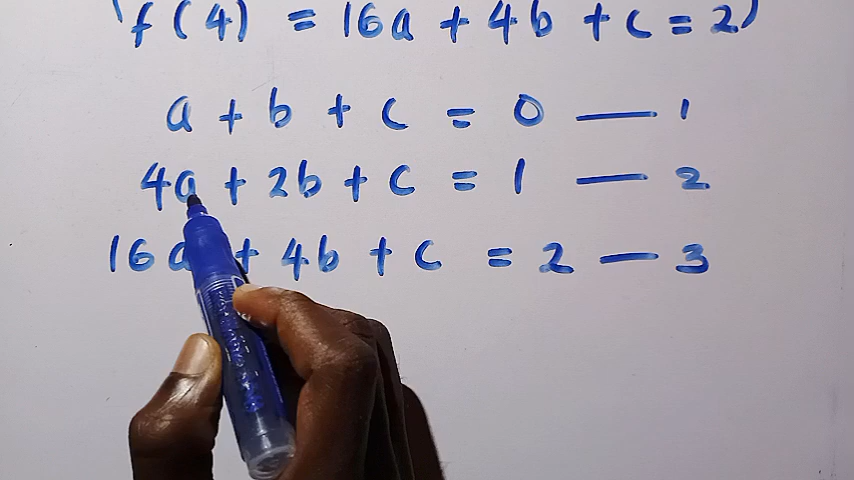 (f(4) = 16a + 4b + c = 2)
a + b + c = 0 — 1
4a + 2b + c = 1 — 2
16a + 4b + c = 2 — 3